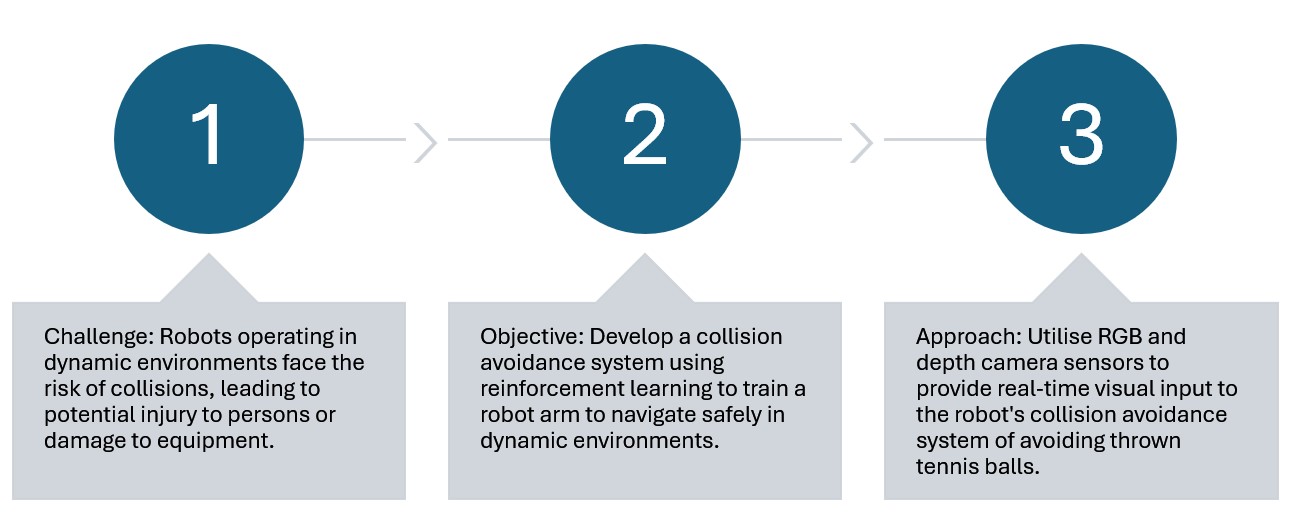 1
2
3
Challenge: Robots operating in
dynamic environments face the
risk of collisions, leading to
potential injury to persons or
damage to equipment.
Objective: Develop a collision
avoidance system using
reinforcement learning to train a
robot arm to navigate safely in
dynamic environments.
Approach: Utilise RGB and
depth camera sensors to
provide real-time visual input to
the robot's collision avoidance
system of avoiding thrown
tennis balls.